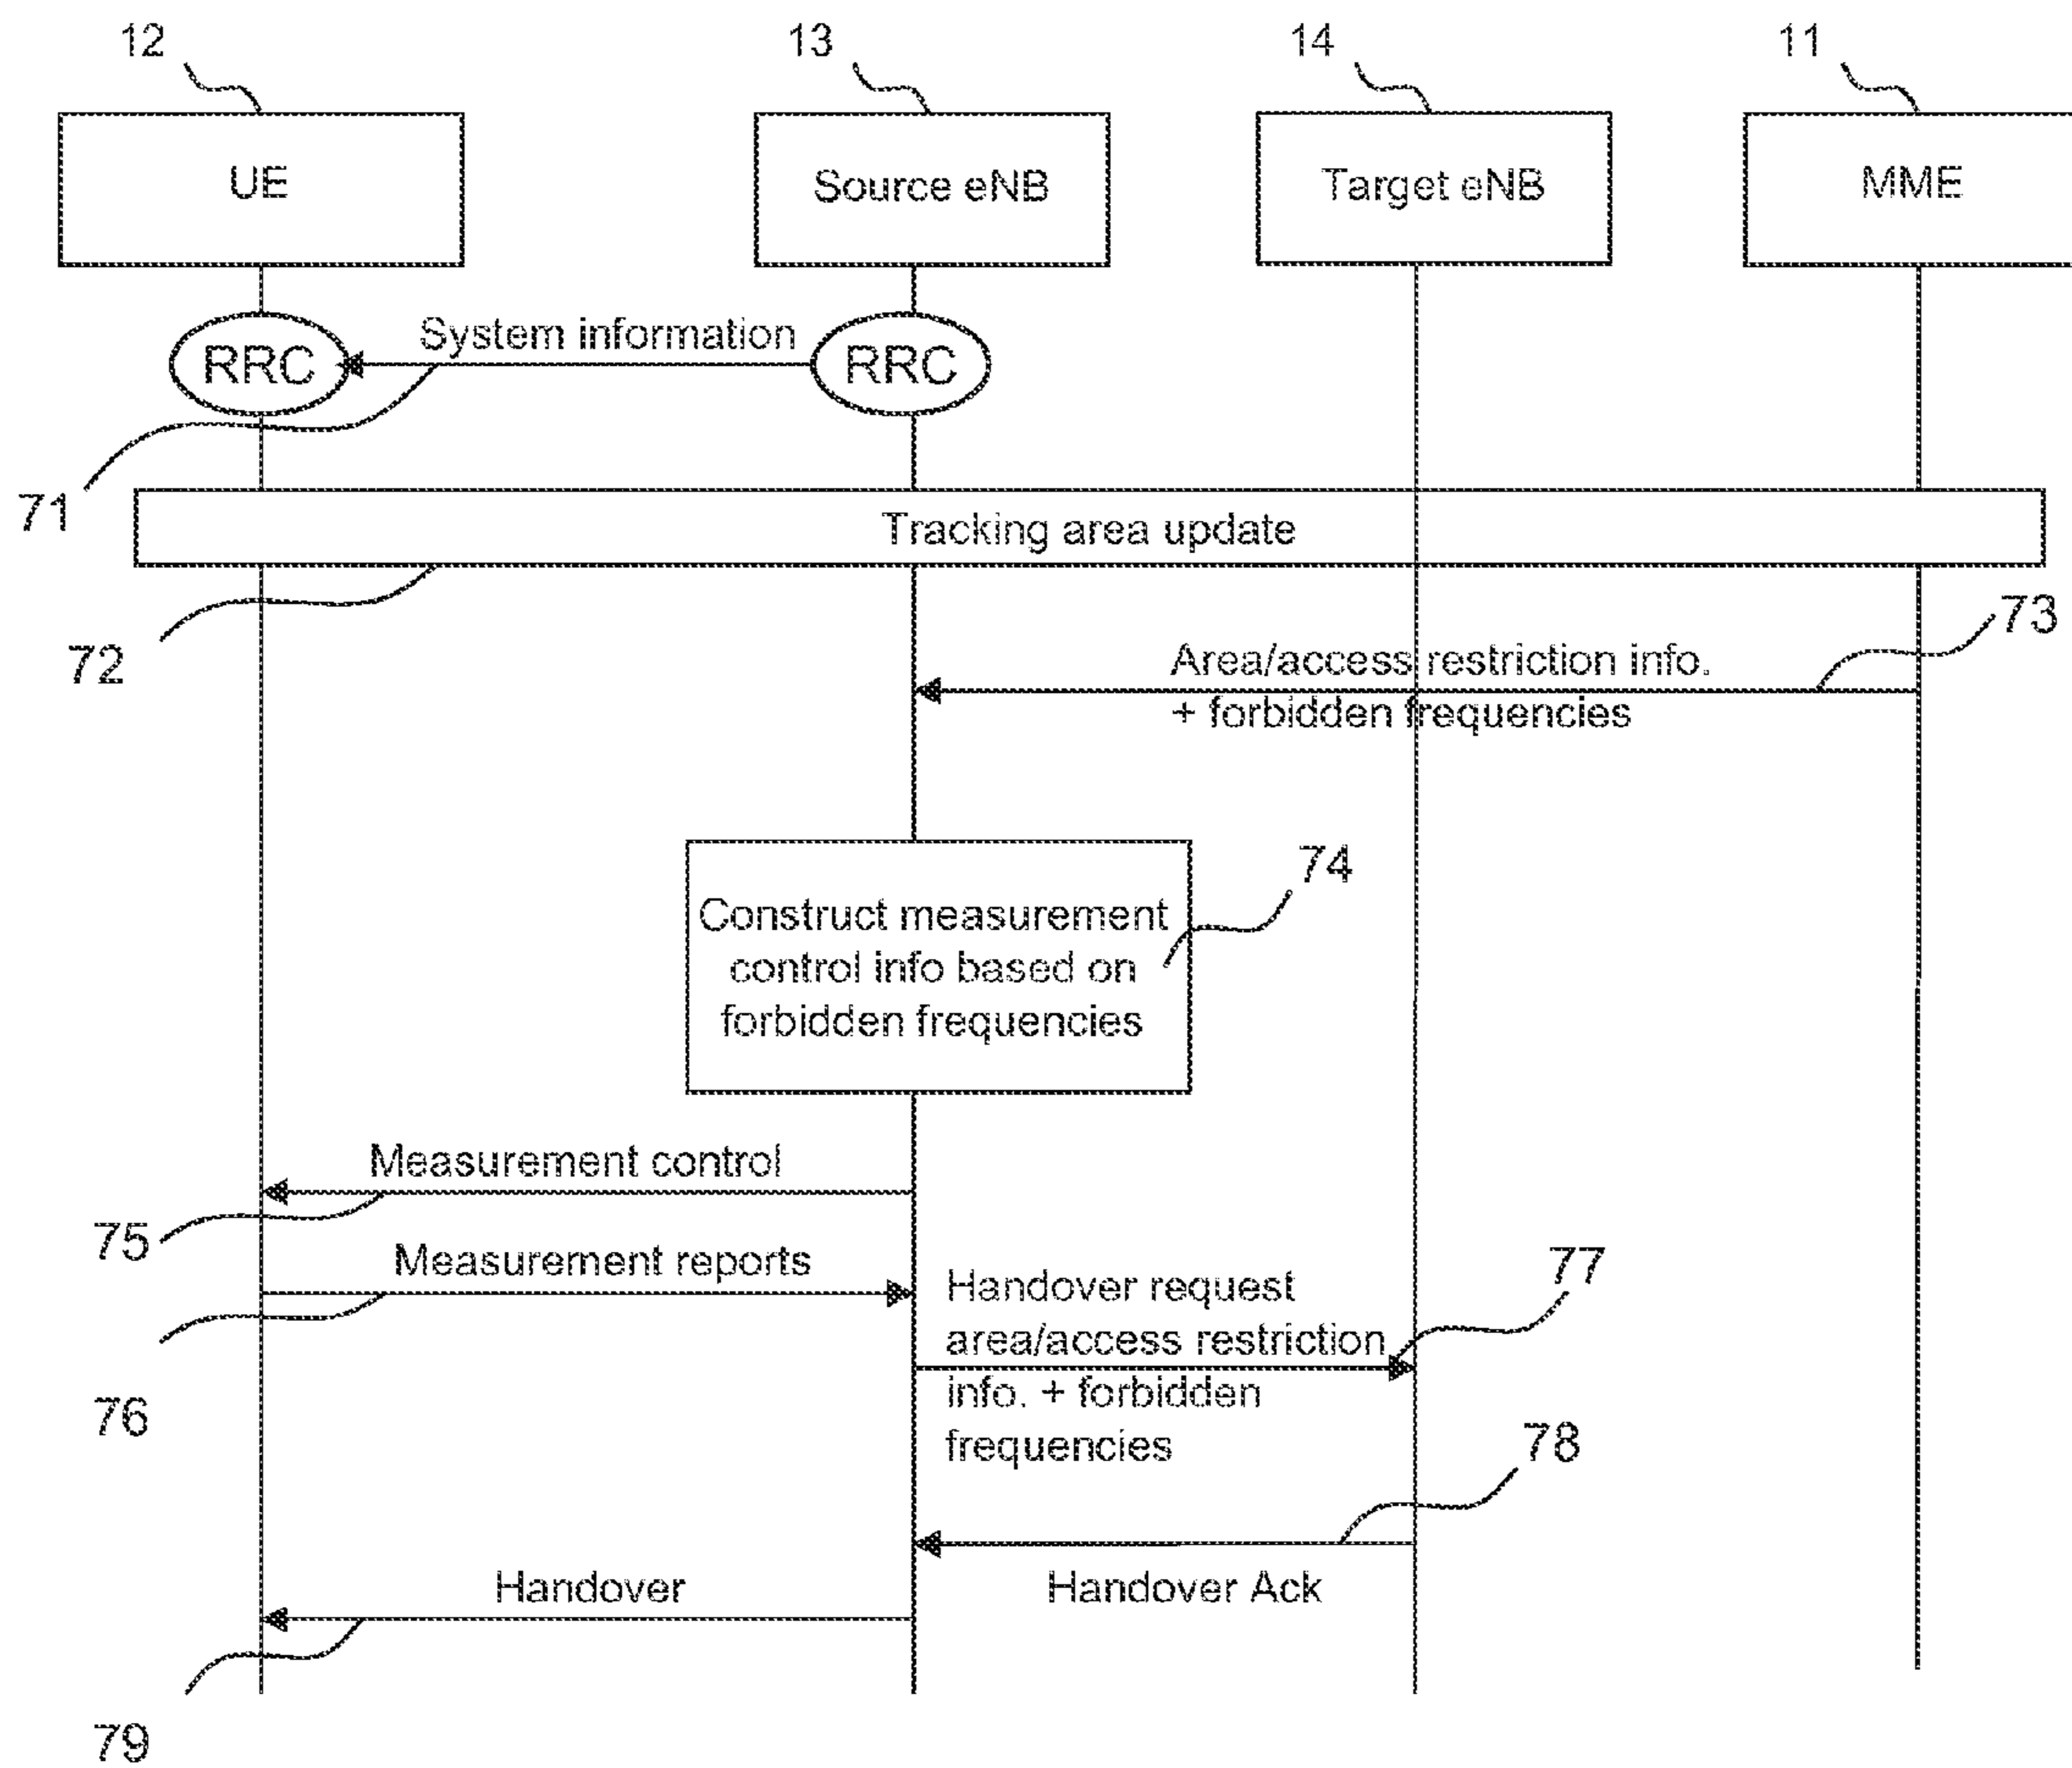 12
13
14
11
UE
Source eNB
Target eNB
MME
System information
RRC
RRC
71
Tracking area update
72
73
Area/access restriction info.
+ forbidden frequencies
74
Construct measurement
control info based on
forbidden frequencies
Measurement control
75
Measurement reports
76
77
Handover request
area/access restriction
info. + forbidden
frequencies
78
Handover
Handover Ack
79